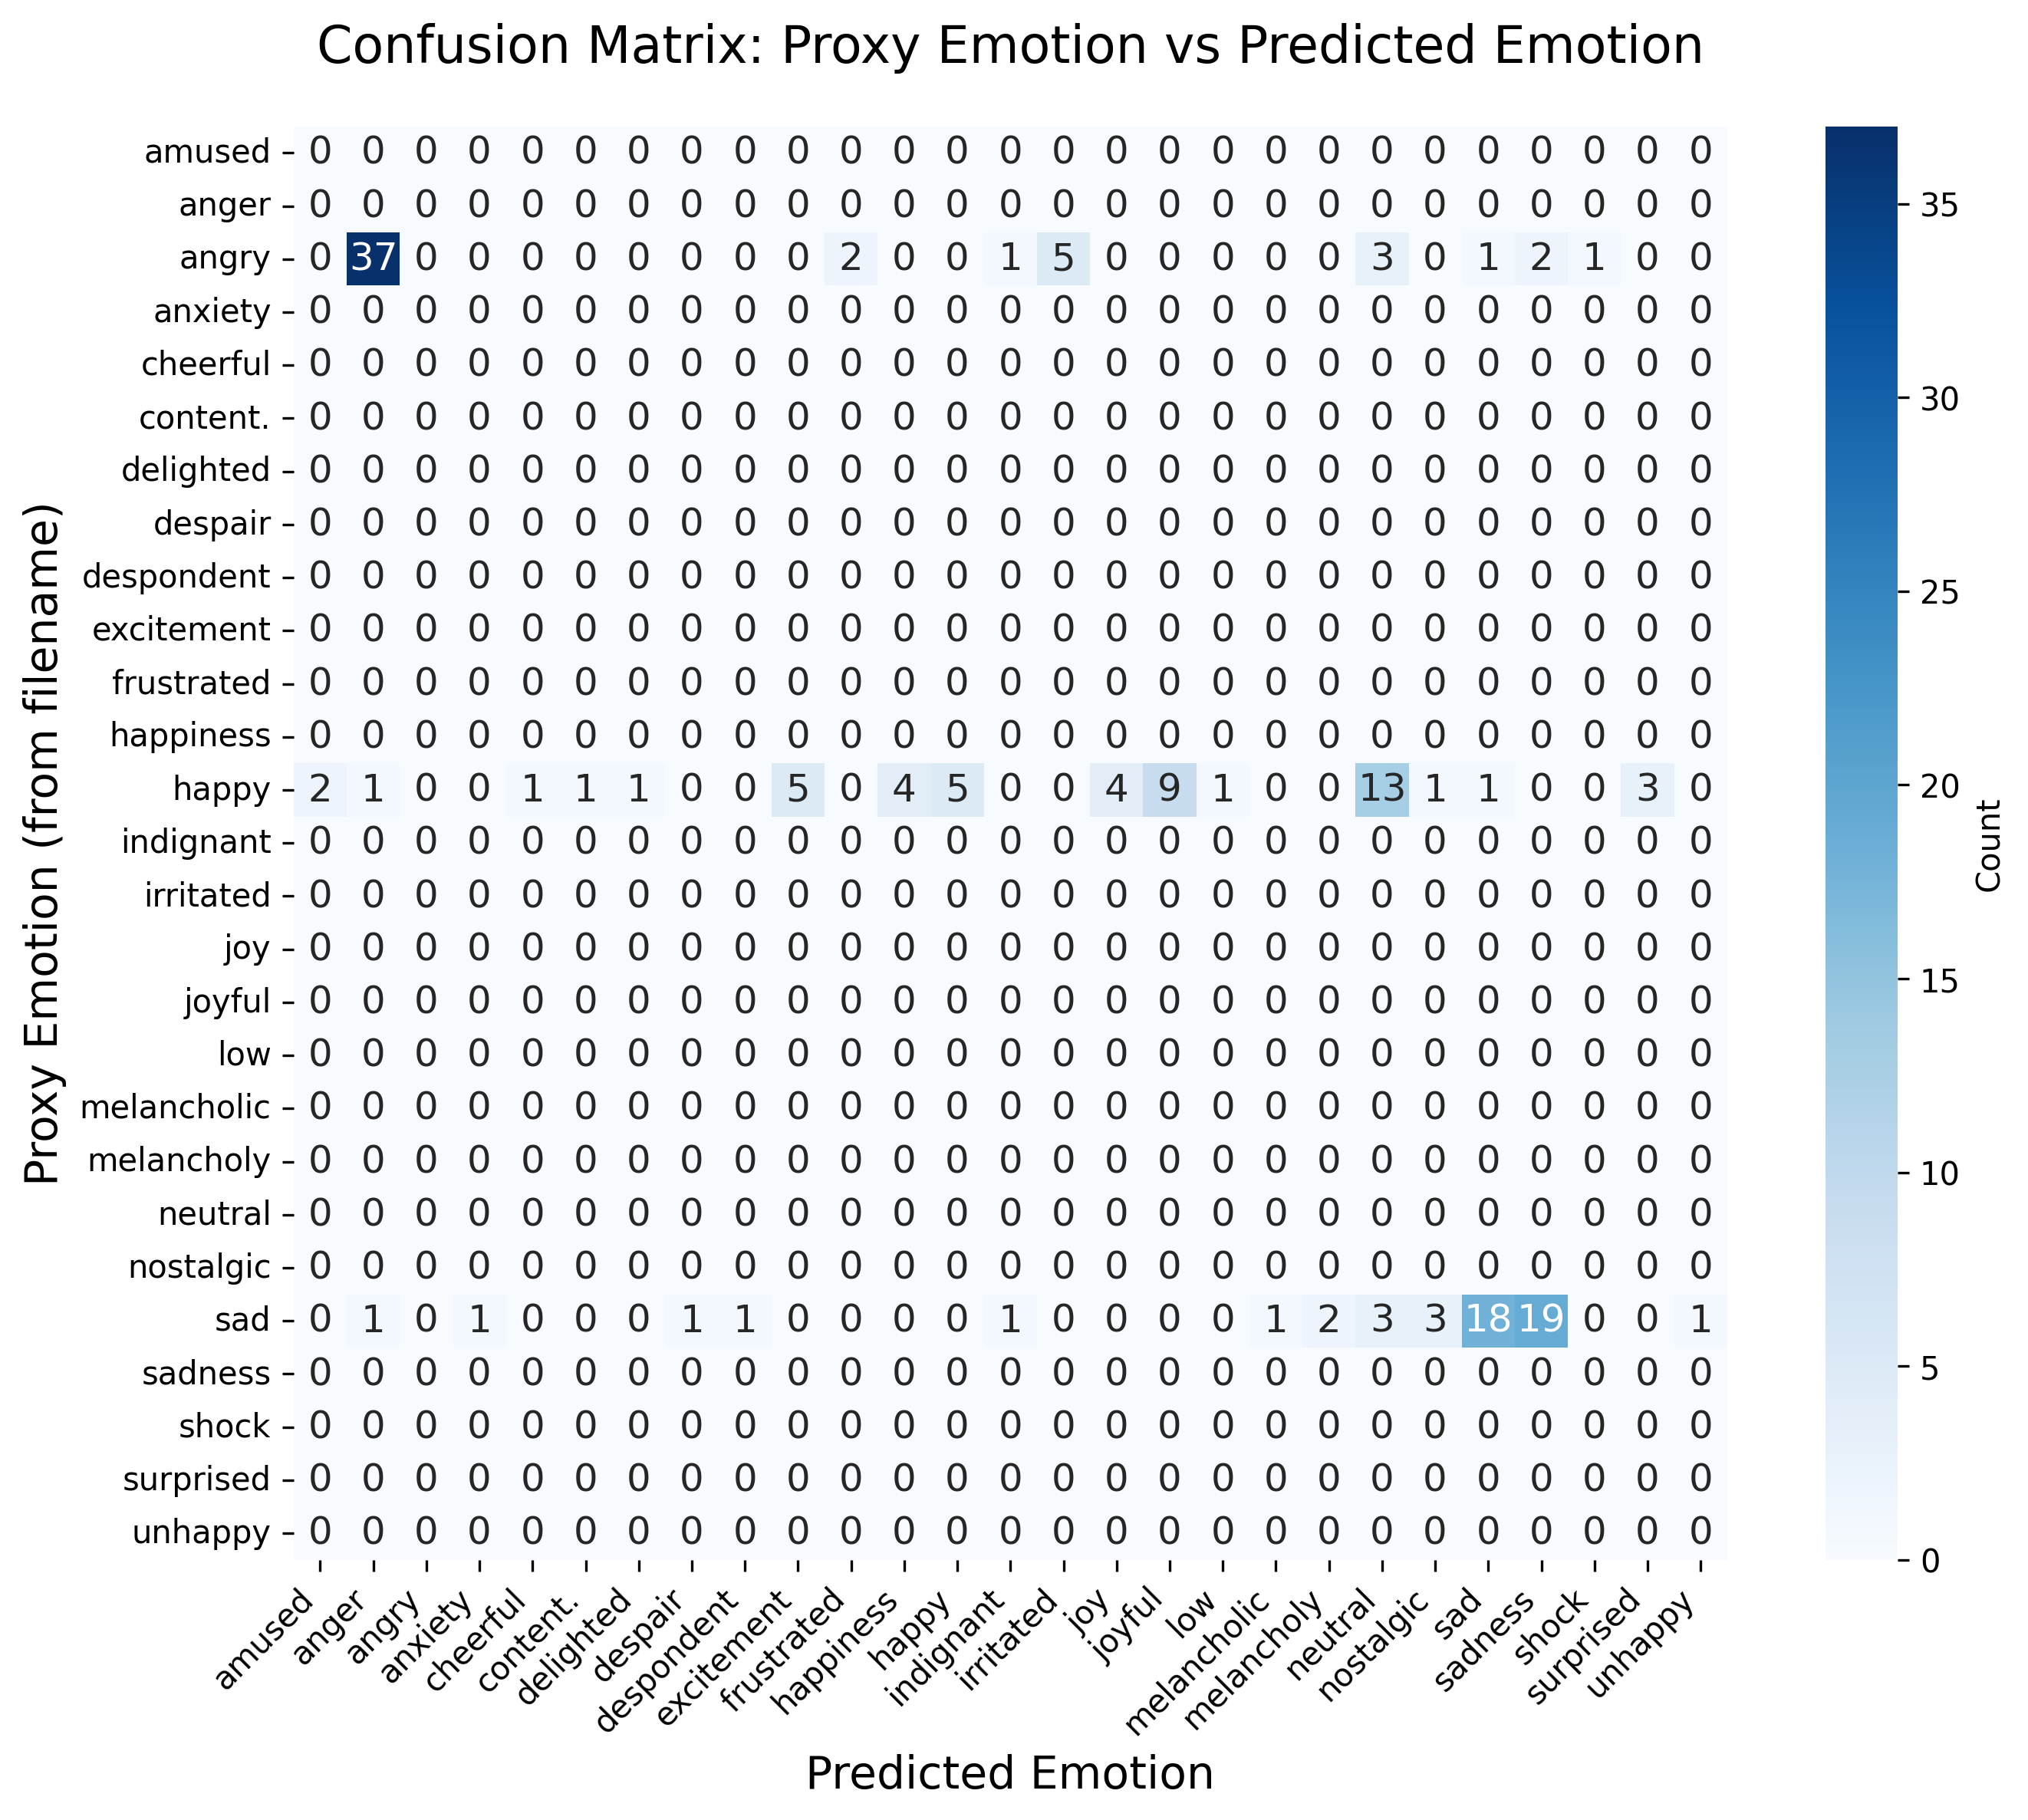 Confusion Matrix: Proxy Emotion vs Predicted Emotion
Proxy Emotion (from filename)
amused 0 0 0 0 0 0 0 0 0 0 0 0 0 0 0 0 0 0 0 0 0 0 0 0 0 0 0
anger 0 0 0 0 0 0 0 0 0 0 0 0 0 0 0 0 0 0 0 0 0 0 0 0 0 0 0
angry 0 37 0 0 0 0 0 0 0 0 2 0 0 1 5 0 0 0 0 0 3 0 1 2 1 0 0
anxiety 0 0 0 0 0 0 0 0 0 0 0 0 0 0 0 0 0 0 0 0 0 0 0 0 0 0 0
cheerful 0 0 0 0 0 0 0 0 0 0 0 0 0 0 0 0 0 0 0 0 0 0 0 0 0 0 0
content. 0 0 0 0 0 0 0 0 0 0 0 0 0 0 0 0 0 0 0 0 0 0 0 0 0 0 0
delighted 0 0 0 0 0 0 0 0 0 0 0 0 0 0 0 0 0 0 0 0 0 0 0 0 0 0 0
despair 0 0 0 0 0 0 0 0 0 0 0 0 0 0 0 0 0 0 0 0 0 0 0 0 0 0 0
despondent 0 0 0 0 0 0 0 0 0 0 0 0 0 0 0 0 0 0 0 0 0 0 0 0 0 0 0
excitement 0 0 0 0 0 0 0 0 0 0 0 0 0 0 0 0 0 0 0 0 0 0 0 0 0 0 0
frustrated 0 0 0 0 0 0 0 0 0 0 0 0 0 0 0 0 0 0 0 0 0 0 0 0 0 0 0
happiness 0 0 0 0 0 0 0 0 0 0 0 0 0 0 0 0 0 0 0 0 0 0 0 0 0 0 0
happy 2 1 0 0 1 1 1 0 0 5 0 4 5 0 0 4 9 1 0 0 13 1 1 0 0 3 0
indignant 0 0 0 0 0 0 0 0 0 0 0 0 0 0 0 0 0 0 0 0 0 0 0 0 0 0 0
irritated 0 0 0 0 0 0 0 0 0 0 0 0 0 0 0 0 0 0 0 0 0 0 0 0 0 0 0
joy 0 0 0 0 0 0 0 0 0 0 0 0 0 0 0 0 0 0 0 0 0 0 0 0 0 0 0
joyful 0 0 0 0 0 0 0 0 0 0 0 0 0 0 0 0 0 0 0 0 0 0 0 0 0 0 0
low 0 0 0 0 0 0 0 0 0 0 0 0 0 0 0 0 0 0 0 0 0 0 0 0 0 0 0
melancholic 0 0 0 0 0 0 0 0 0 0 0 0 0 0 0 0 0 0 0 0 0 0 0 0 0 0 0
melancholy 0 0 0 0 0 0 0 0 0 0 0 0 0 0 0 0 0 0 0 0 0 0 0 0 0 0 0
neutral 0 0 0 0 0 0 0 0 0 0 0 0 0 0 0 0 0 0 0 0 0 0 0 0 0 0 0
nostalgic 0 0 0 0 0 0 0 0 0 0 0 0 0 0 0 0 0 0 0 0 0 0 0 0 0 0 0
sad 0 1 0 1 0 0 0 1 1 0 0 0 0 1 0 0 0 0 1 2 3 3 18 19 0 0 1
sadness 0 0 0 0 0 0 0 0 0 0 0 0 0 0 0 0 0 0 0 0 0 0 0 0 0 0 0
shock 0 0 0 0 0 0 0 0 0 0 0 0 0 0 0 0 0 0 0 0 0 0 0 0 0 0 0
surprised 0 0 0 0 0 0 0 0 0 0 0 0 0 0 0 0 0 0 0 0 0 0 0 0 0 0 0
unhappy 0 0 0 0 0 0 0 0 0 0 0 0 0 0 0 0 0 0 0 0 0 0 0 0 0 0 0
amused anger angry anxiety cheerful content. delighted despair despondent excitement frustrated happiness happy indignant irritated joy joyful low melancholic melancholy neutral nostalgic sad sadness shock surprised unhappy
Predicted Emotion
35
30
25
20
15
10
5
0
Count